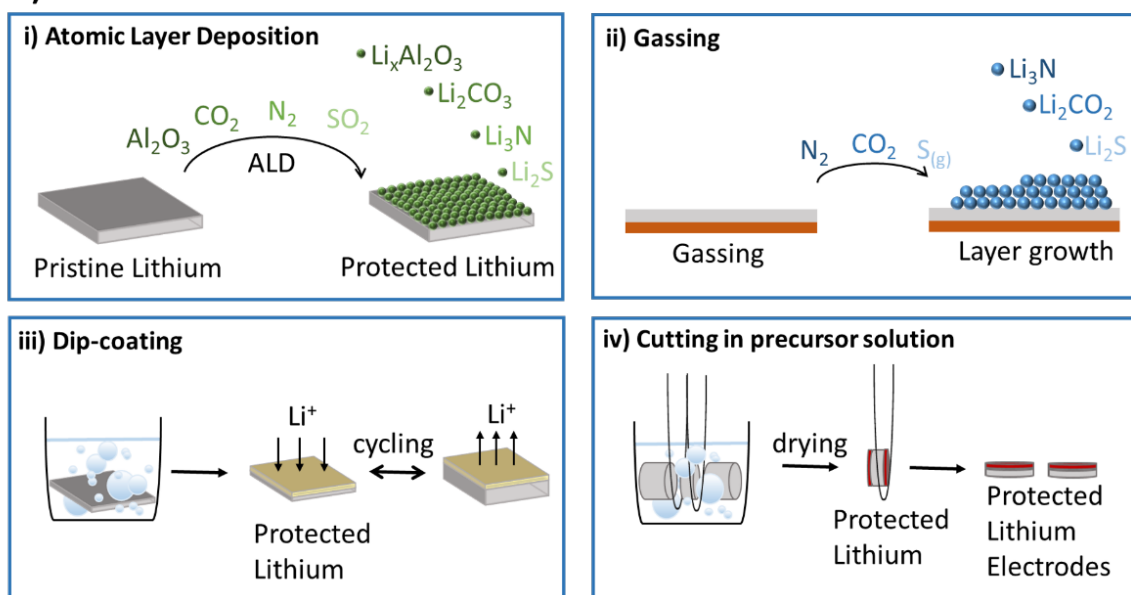 i) Atomic Layer Deposition
LiₓAl₂O₃
Li₂CO₃
Li₃N
Li₂S
Al₂O₃
CO₂
N₂
SO₂
ALD
Pristine Lithium
Protected Lithium
ii) Gassing
Li₃N
Li₂CO₂
Li₂S
N₂
CO₂
S₍g₎
Gassing
Layer growth
iii) Dip-coating
Li⁺
cycling
Li⁺
Protected
Lithium
iv) Cutting in precursor solution
drying
Protected
Lithium
Protected
Lithium
Electrodes